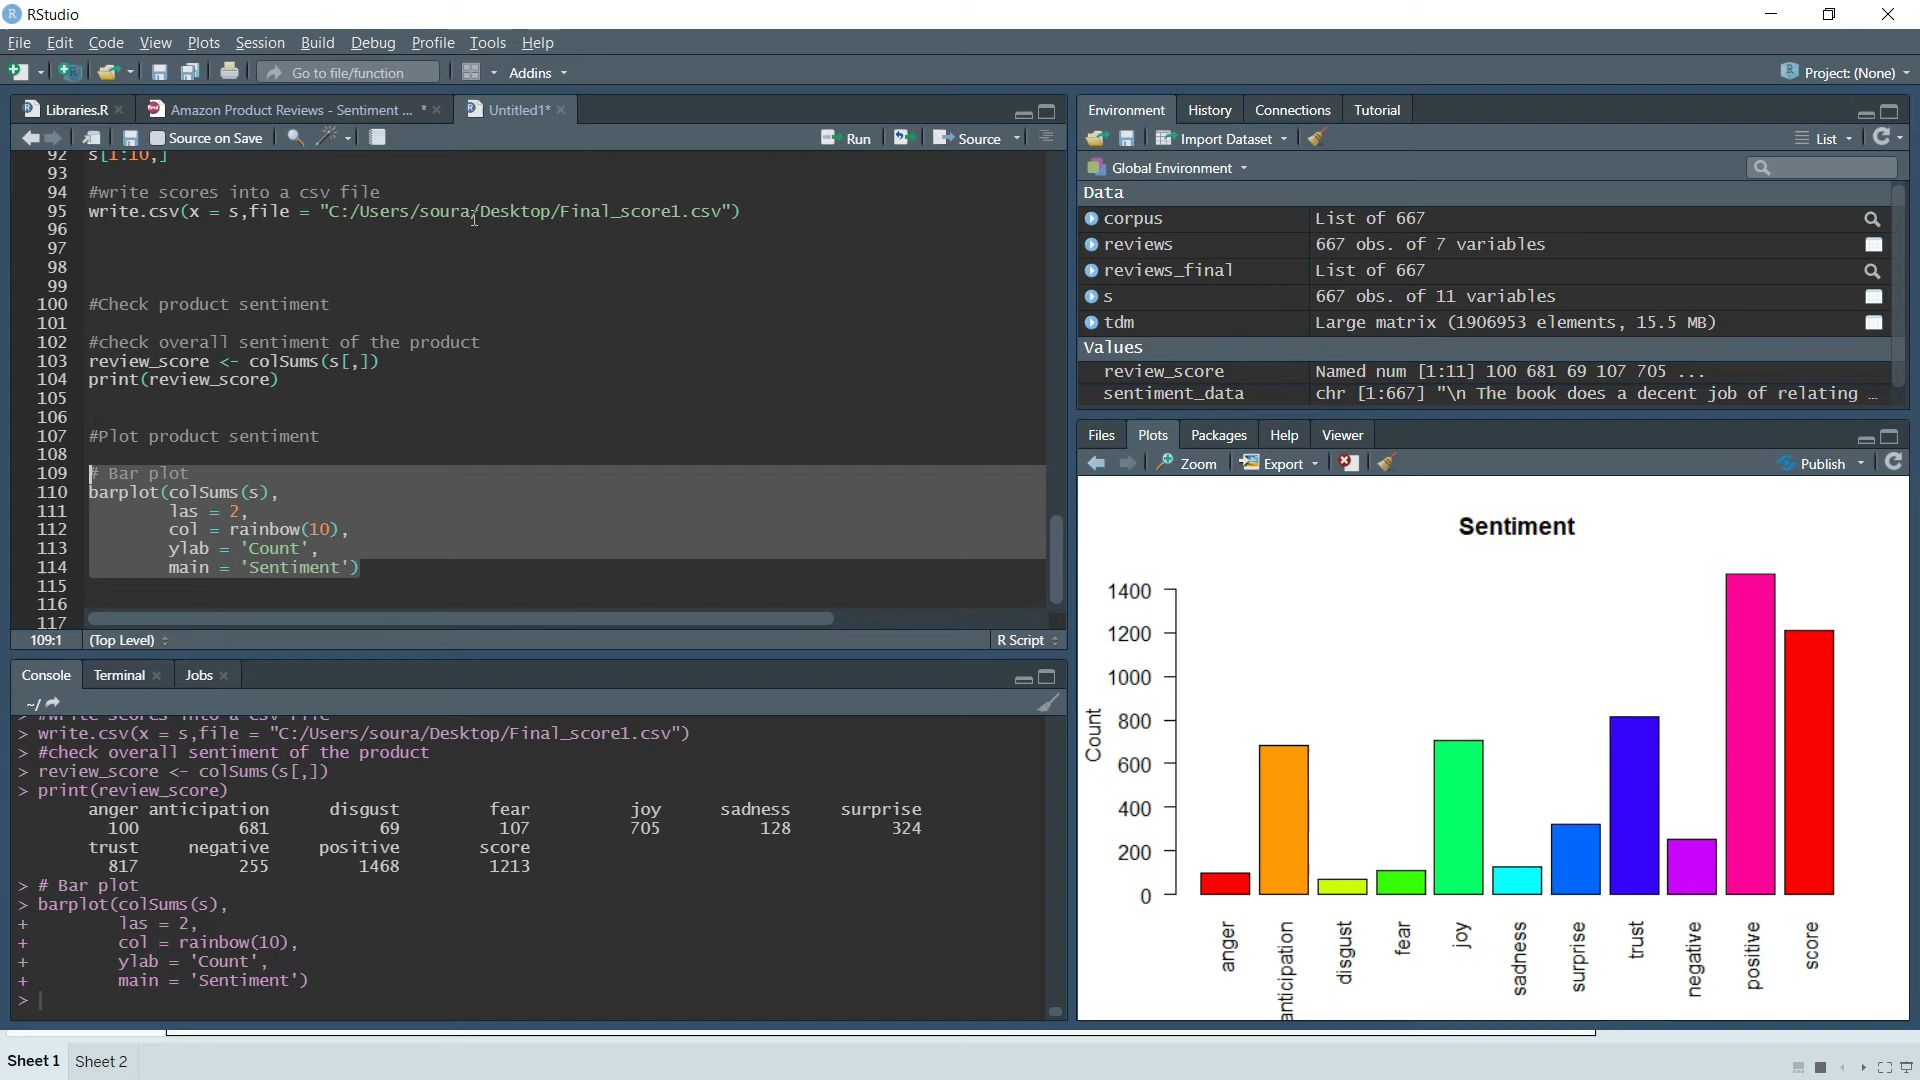 RStudio
File Edit Code View Plots Session Build Debug Profile Tools Help
Go to file/function Addins Project: (None)
Libraries.R Amazon Product Reviews - Sentiment ... * Untitled1*
Source on Save Run Source
92 s[1:10,]
93
94 #write scores into a csv file
95 write.csv(x = s,file = "C:/Users/soura/Desktop/Final_score1.csv")
96
97
98
99
100 #Check product sentiment
101
102 #check overall sentiment of the product
103 review_score <- colSums(s[,])
104 print(review_score)
105
106
107 #Plot product sentiment
108
109 # Bar plot
110 barplot(colSums(s),
111 las = 2,
112 col = rainbow(10),
113 ylab = 'Count',
114 main = 'Sentiment')
115
116
117
109:1 (Top Level) R Script
Console Terminal Jobs
~/
> #write scores into a csv file
> write.csv(x = s,file = "C:/Users/soura/Desktop/Final_score1.csv")
> #check overall sentiment of the product
> review_score <- colSums(s[,])
> print(review_score)
anger anticipation disgust fear joy sadness surprise
100 681 69 107 705 128 324
trust negative positive score
817 255 1468 1213
> # Bar plot
> barplot(colSums(s),
+ las = 2,
+ col = rainbow(10),
+ ylab = 'Count',
+ main = 'Sentiment')
>
Environment History Connections Tutorial
Import Dataset List
Global Environment
Data
corpus List of 667
reviews 667 obs. of 7 variables
reviews_final List of 667
s 667 obs. of 11 variables
tdm Large matrix (1906953 elements, 15.5 MB)
Values
review_score Named num [1:11] 100 681 69 107 705 ...
sentiment_data chr [1:667] "\n The book does a decent job of relating …
Files Plots Packages Help Viewer
Zoom Export Publish
Sentiment
Count
1400
1200
1000
800
600
400
200
0
anger
anticipation
disgust
fear
joy
sadness
surprise
trust
negative
positive
score
Sheet 1 Sheet 2